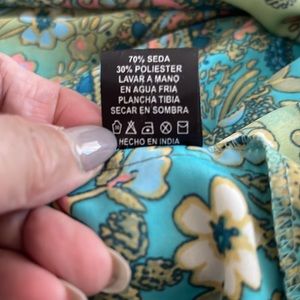 70% SEDA
30% POLIESTER
LAVAR A MANO
EN AGUA FRIA
PLANCHA TIBIA
SECAR EN SOMBRA
HECHO EN INDIA